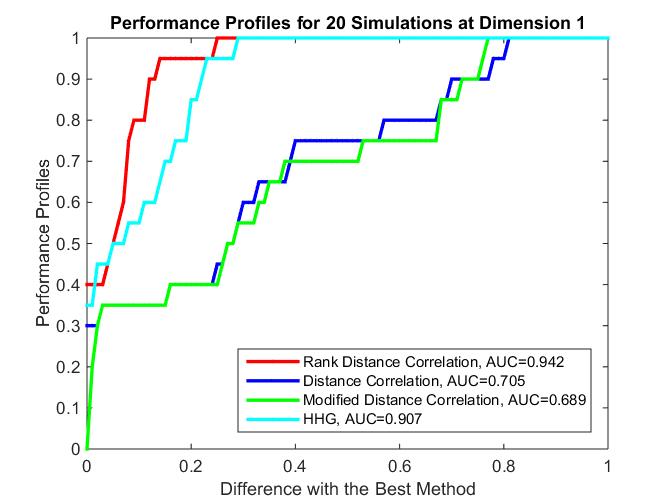 Performance Profiles for 20 Simulations at Dimension 1
Performance Profiles
1
0.9
0.8
0.7
0.6
0.5
0.4
0.3
0.2
0.1
0
Rank Distance Correlation, AUC=0.942
Distance Correlation, AUC=0.705
Modified Distance Correlation, AUC=0.689
HHG, AUC=0.907
0 0.2 0.4 0.6 0.8 1
Difference with the Best Method